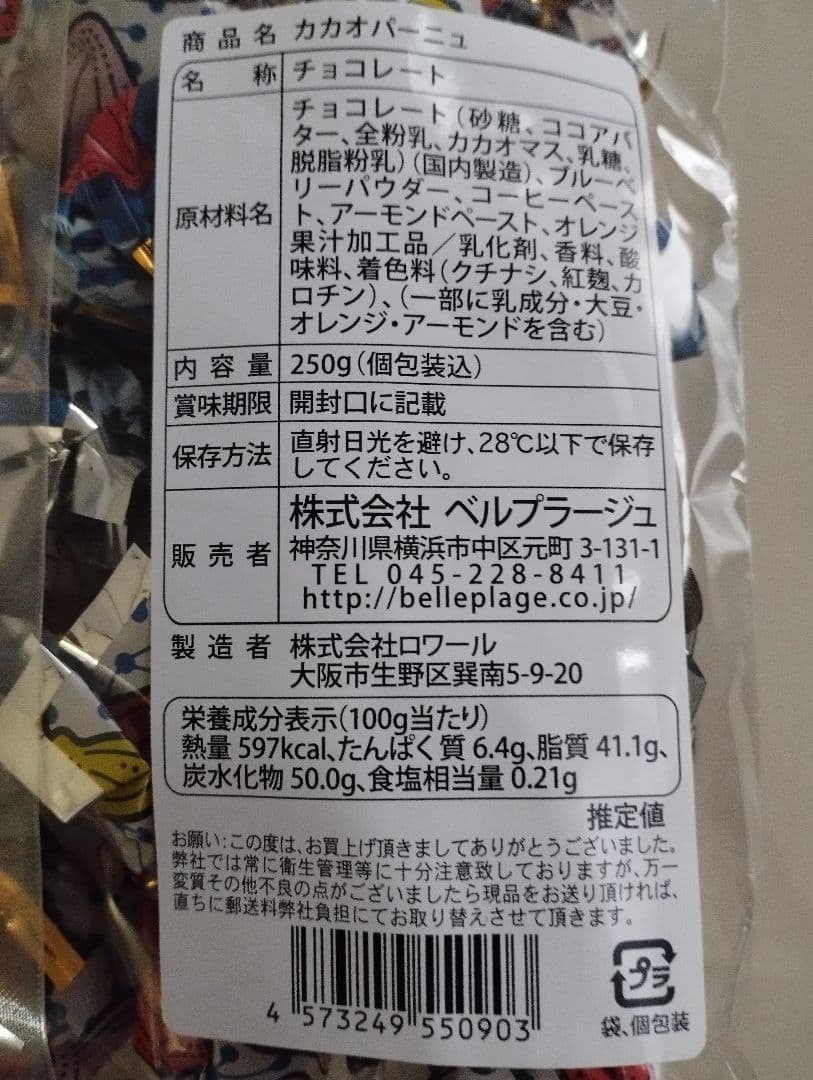 商品名 カカオパーニュ
名称 チョコレート
原材料名 チョコレート(砂糖、ココアバ
ター、全粉乳、カカオマス、乳糖、
脱脂粉乳)(国内製造)、ブルーベ
リーパウダー、コーヒーペース
ト、アーモンドペースト、オレンジ
果汁加工品/乳化剤、香料、酸
味料、着色料(クチナシ、紅麹、カ
ロチン)、(一部に乳成分・大豆・
オレンジ・アーモンドを含む)
内容量 250g(個包装込)
賞味期限 開封口に記載
保存方法 直射日光を避け、28℃以下で保存
してください。
販売者 株式会社 ベルプラージュ
神奈川県横浜市中区元町 3-131-1
TEL 045-228-8411
http://belleplage.co.jp/
製造者 株式会社ロワール
大阪市生野区巽南5-9-20
栄養成分表示(100g当たり)
熱量 597kcal、たんぱく質 6.4g、脂質 41.1g、
炭水化物 50.0g、食塩相当量 0.21g
推定値
お願い:この度は、お買上げ頂きましてありがとうございました。
弊社では常に衛生管理等に十分注意致しておりますが、万一
変質その他不良の点がございましたら現品をお送り頂ければ、
直ちに郵送料弊社負担にてお取り替えさせて頂きます。
4 573249 550903
プラ
袋、個包装